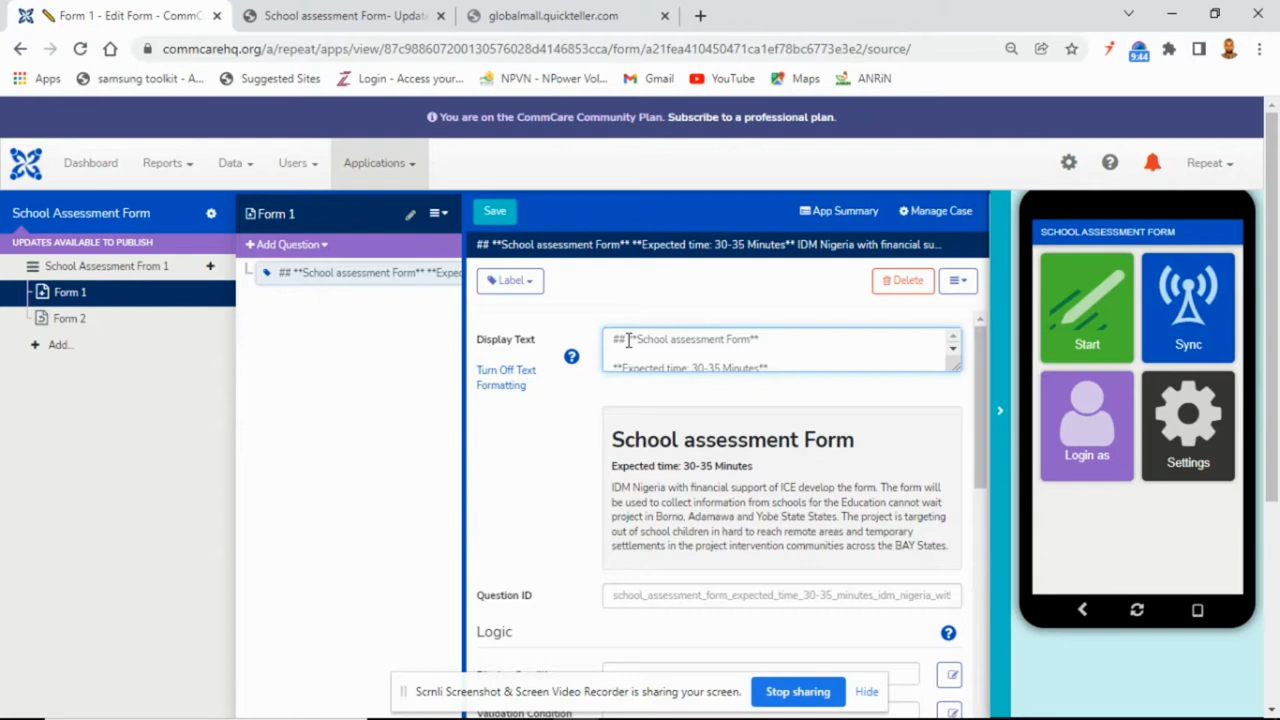 Form 1 - Edit Form - CommC
School assessment Form- Update
globalmall.quickteller.com
commcarehq.org/a/repeat/apps/view/87c98860720013057602​8d4146853cca/form/a21fea410450471ca1ef78bc6773e3e2/source/
9:44
Apps
samsung toolkit - A...
Suggested Sites
Login - Access your...
NPVN - NPower Vol...
Gmail
YouTube
Maps
ANRiN
You are on the CommCare Community Plan. Subscribe to a professional plan.
Dashboard
Reports
Data
Users
Applications
Repeat
School Assessment Form
Form 1
Save
App Summary
Manage Case
UPDATES AVAILABLE TO PUBLISH
Add Question
## **School assessment Form** **Expected time: 30-35 Minutes** IDM Nigeria with financial su...
School Assessment From 1
## **School assessment Form** **Expec
Form 1
Form 2
Add...
Label
Delete
Display Text
## **School assessment Form**
**Expected time: 30-35 Minutes**
Turn Off Text
Formatting
School assessment Form
Expected time: 30-35 Minutes
IDM Nigeria with financial support of ICE develop the form. The form will
be used to collect information from schools for the Education cannot wait
project in Borno, Adamawa and Yobe State States. The project is targeting
out of school children in hard to reach remote areas and temporary
settlements in the project intervention communities across the BAY States.
Question ID
school_assessment_form_expected_time_30-35_minutes_idm_nigeria_wit
Logic
Validation Condition
SCHOOL ASSESSMENT FORM
Start
Sync
Login as
Settings
Scrnli Screenshot & Screen Video Recorder is sharing your screen.
Stop sharing
Hide